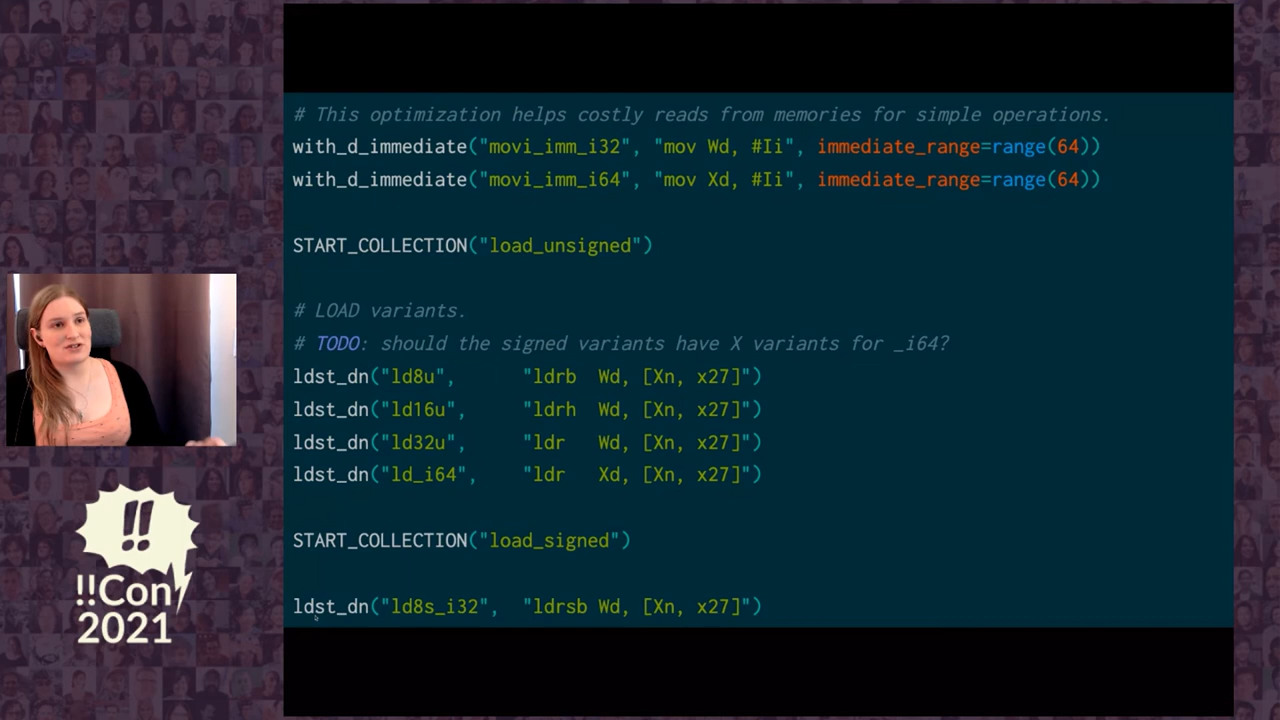 # This optimization helps costly reads from memories for simple operations.
with_d_immediate("movi_imm_i32", "mov Wd, #Ii", immediate_range=range(64))
with_d_immediate("movi_imm_i64", "mov Xd, #Ii", immediate_range=range(64))
START_COLLECTION("load_unsigned")
# LOAD variants.
# TODO: should the signed variants have X variants for _i64?
ldst_dn("ld8u", "ldrb Wd, [Xn, x27]")
ldst_dn("ld16u", "ldrh Wd, [Xn, x27]")
ldst_dn("ld32u", "ldr Wd, [Xn, x27]")
ldst_dn("ld_i64", "ldr Xd, [Xn, x27]")
START_COLLECTION("load_signed")
ldst_dn("ld8s_i32", "ldrsb Wd, [Xn, x27]")
!!
!!Con
2021